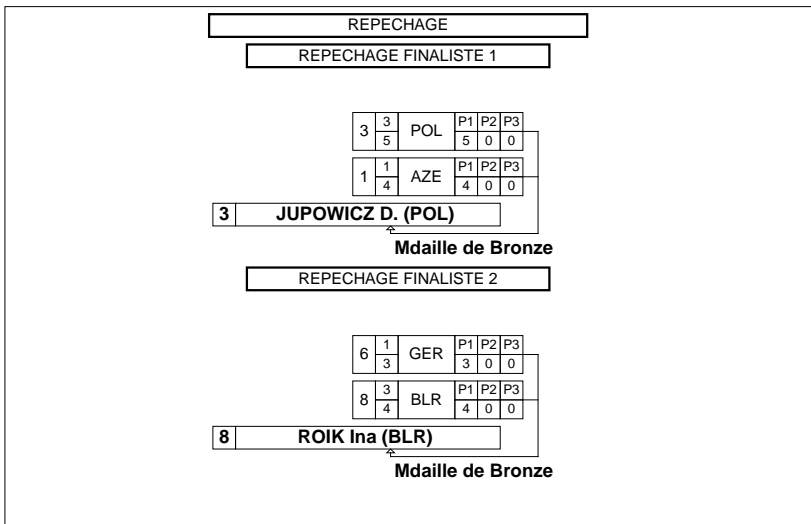 REPECHAGE
REPECHAGE FINALISTE 1
3 3 POL P1 P2 P3
5 5 0 0
1 1 AZE P1 P2 P3
4 4 0 0
3 JUPOWICZ D. (POL)
Mdaille de Bronze
REPECHAGE FINALISTE 2
6 1 GER P1 P2 P3
3 3 0 0
8 3 BLR P1 P2 P3
4 4 0 0
8 ROIK Ina (BLR)
Mdaille de Bronze